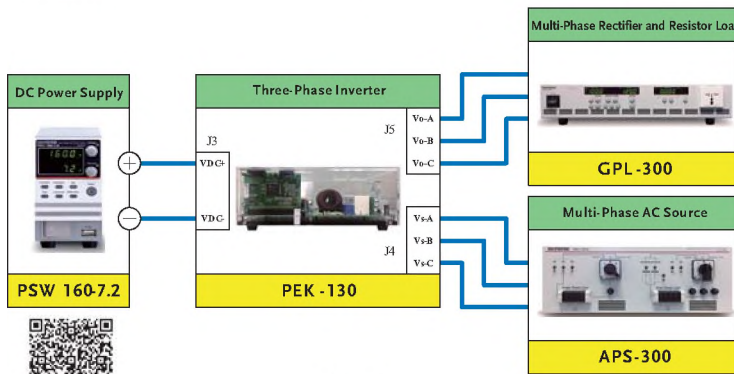 DC Power Supply
160.0
7.2
PSW 160-7.2
Three-Phase Inverter
J3
VDC+
VDC-
J5
Vo-A
Vo-B
Vo-C
J4
Vs-A
Vs-B
Vs-C
PEK -130
Multi-Phase Rectifier and Resistor Loa
GPL-300
Multi-Phase AC Source
APS-300